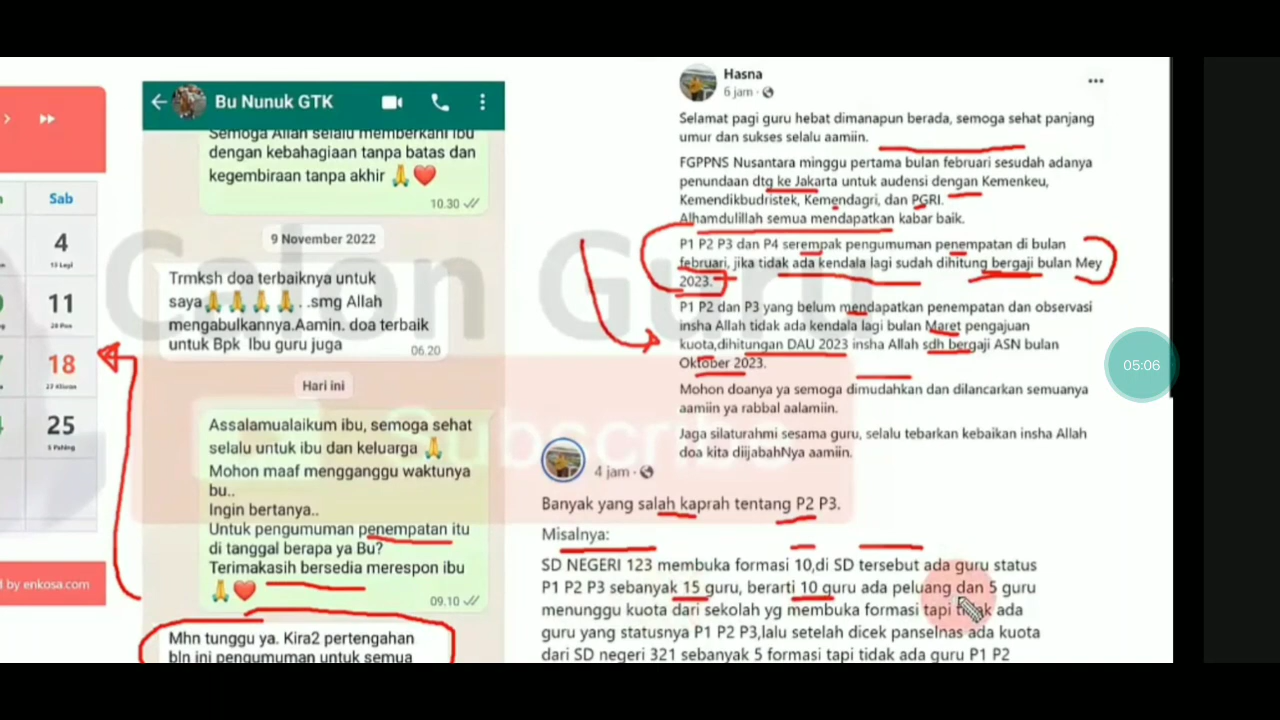 Sab
4
13 Legi
11
20 Pon
18
27 Kliwon
25
5 Pahing
d by enkosa.com
Bu Nunuk GTK
Semoga Allah selalu memberkahi ibu
dengan kebahagiaan tanpa batas dan
kegembiraan tanpa akhir 🙏❤️
10.30
9 November 2022
Trmksh doa terbaiknya untuk
saya🙏🙏🙏🙏. .smg Allah
mengabulkannya.Aamin. doa terbaik
untuk Bpk Ibu guru juga
06.20
Hari ini
Assalamualaikum ibu, semoga sehat
selalu untuk ibu dan keluarga 🙏
Mohon maaf mengganggu waktunya
bu..
Ingin bertanya..
Untuk pengumuman penempatan itu
di tanggal berapa ya Bu?
Terimakasih bersedia merespon ibu
🙏❤️
09.10
Mhn tunggu ya. Kira2 pertengahan
bln ini pengumuman untuk semua
Hasna
6 jam
Selamat pagi guru hebat dimanapun berada, semoga sehat panjang
umur dan sukses selalu aamiin.
FGPPNS Nusantara minggu pertama bulan februari sesudah adanya
penundaan dtg ke Jakarta untuk audensi dengan Kemenkeu,
Kemendikbudristek, Kemendagri, dan PGRI.
Alhamdulillah semua mendapatkan kabar baik.
P1 P2 P3 dan P4 serempak pengumuman penempatan di bulan
februari, jika tidak ada kendala lagi sudah dihitung bergaji bulan Mey
2023.
P1 P2 dan P3 yang belum mendapatkan penempatan dan observasi
insha Allah tidak ada kendala lagi bulan Maret pengajuan
kuota,dihitungan DAU 2023 insha Allah sdh bergaji ASN bulan
Oktober 2023.
Mohon doanya ya semoga dimudahkan dan dilancarkan semuanya
aamiin ya rabbal aalamiin.
Jaga silaturahmi sesama guru, selalu tebarkan kebaikan insha Allah
doa kita diijabahNya aamiin.
4 jam
Banyak yang salah kaprah tentang P2 P3.
Misalnya:
SD NEGERI 123 membuka formasi 10,di SD tersebut ada guru status
P1 P2 P3 sebanyak 15 guru, berarti 10 guru ada peluang dan 5 guru
menunggu kuota dari sekolah yg membuka formasi tapi tidak ada
guru yang statusnya P1 P2 P3,lalu setelah dicek panselnas ada kuota
dari SD negeri 321 sebanyak 5 formasi tapi tidak ada guru P1 P2
05:06
Calon Guru
Subscribe